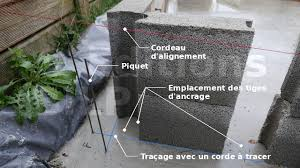 Cordeau
d'alignement
Piquet
Emplacement des tiges
d'ancrage
Traçage avec un corde à tracer